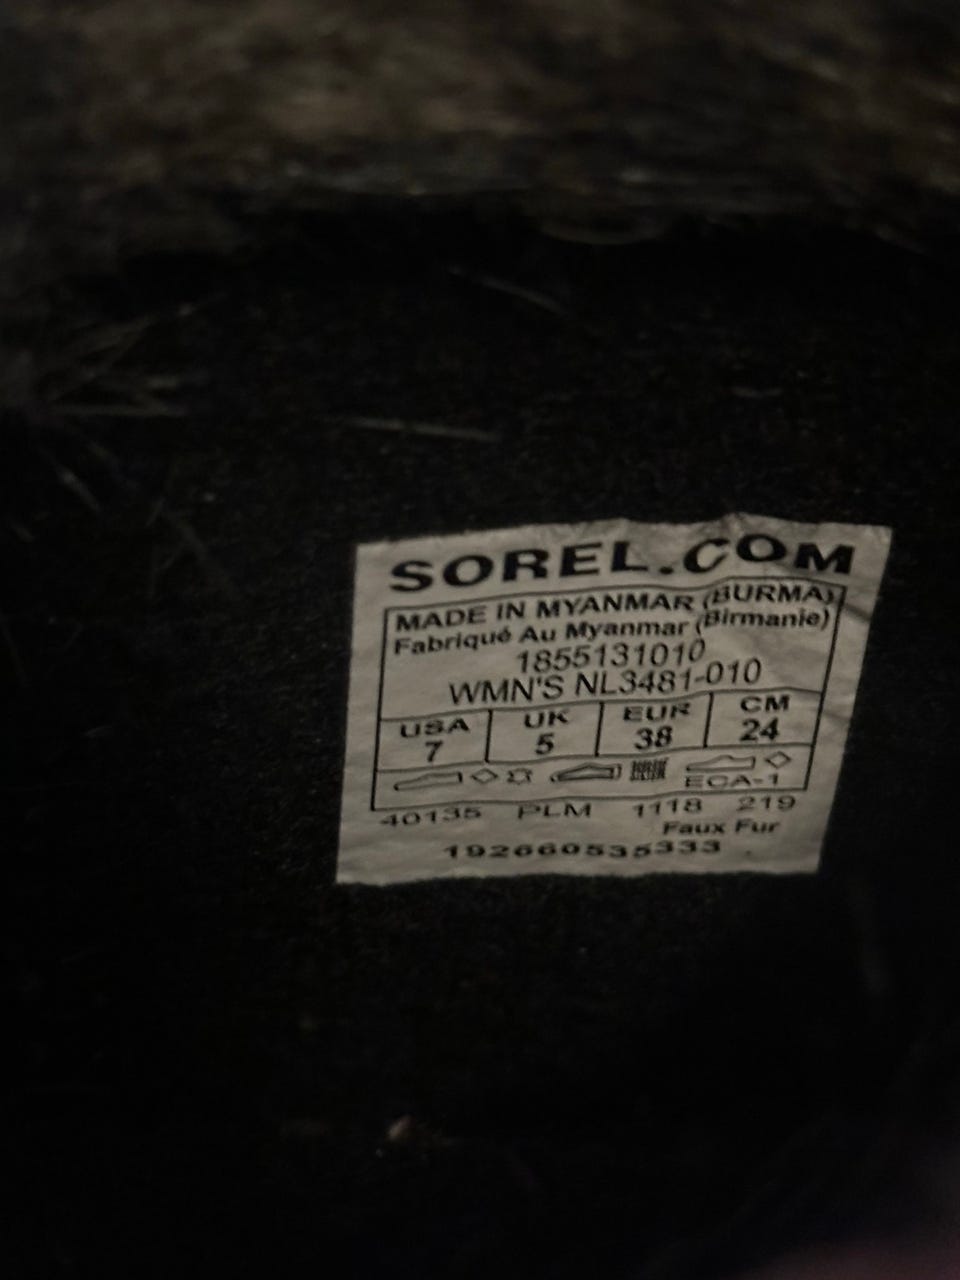 SOREL.COM
MADE IN MYANMAR (BURMA)
Fabriqué Au Myanmar (Birmanie)
1855131010
WMN'S NL3481-010
USA UK EUR CM
7 5 38 24
ECA-1
40135 PLM 1118 219
Faux Fur
192660535333